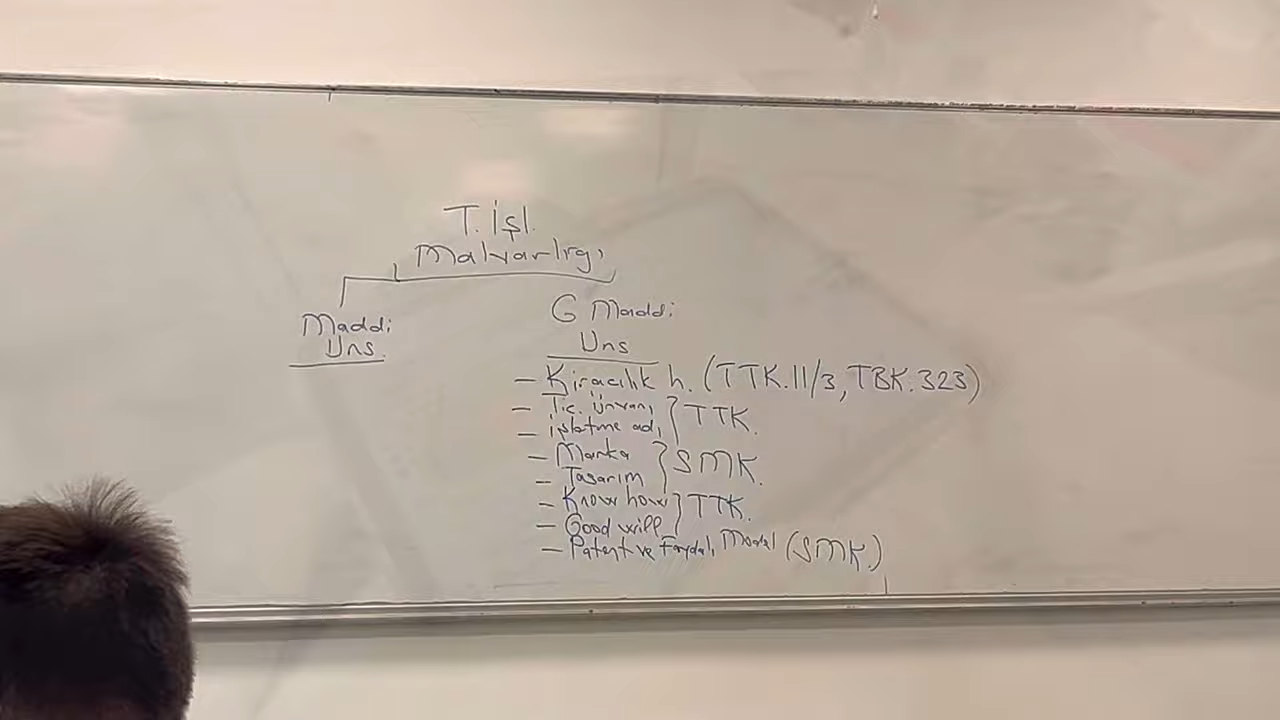 T. İşl.
Malvarlığı
Maddi
Uns.
G Maddi
Uns
- Kiracılık h. (TTK.11/3, TBK.323)
- Tic. Ünvanı
- işletme adı } TTK.
- Marka
- Tasarım } SMK.
- Know how
- Good will } TTK.
- Patent ve Faydalı Model (SMK.)